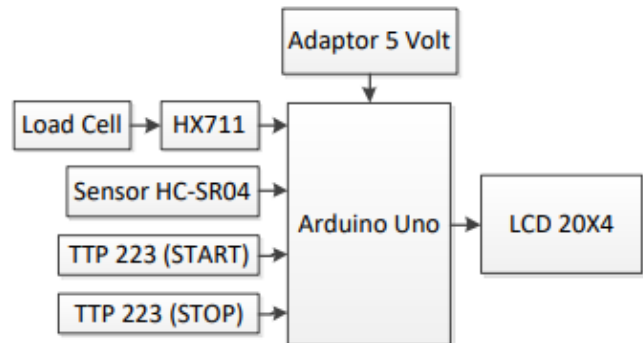 Adaptor 5 Volt
Load Cell
HX711
Sensor HC-SR04
TTP 223 (START)
TTP 223 (STOP)
Arduino Uno
LCD 20X4